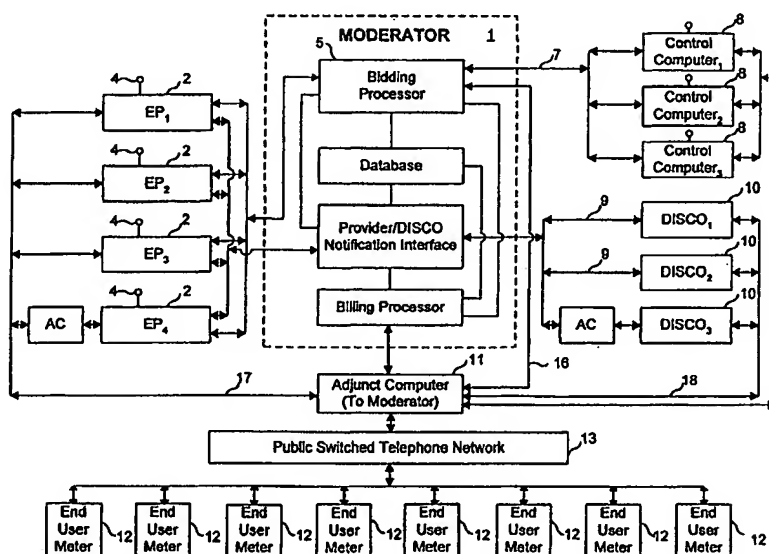 MODERATOR 1
5
Bidding
Processor
Database
Provider/DISCO
Notification Interface
Billing Processor
4 2
EP1
4 2
EP2
4 2
EP3
4 2
AC EP4
7
8
Control
Computer1
8
Control
Computer2
8
Control
Computer3
9 10
DISCO1
9 10
DISCO2
10
AC DISCO3
11
16
17
18
Adjunct Computer
(To Moderator)
Public Switched Telephone Network 13
End
User
Meter 12
End
User
Meter 12
End
User
Meter 12
End
User
Meter 12
End
User
Meter 12
End
User
Meter 12
End
User
Meter 12
End
User
Meter 12